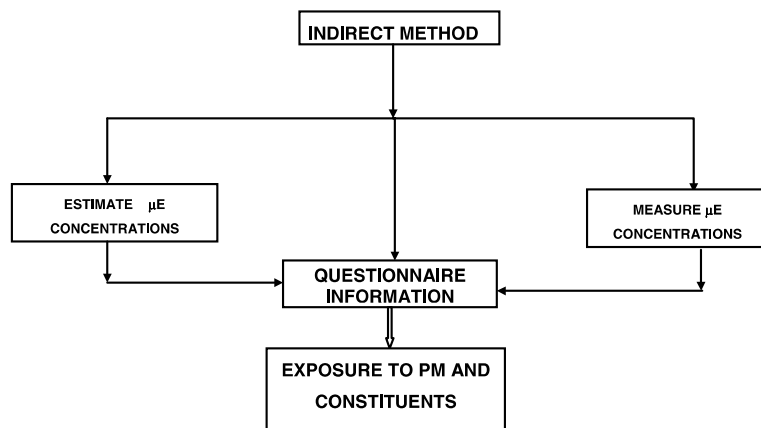 INDIRECT METHOD
ESTIMATE μE
CONCENTRATIONS
MEASURE μE
CONCENTRATIONS
QUESTIONNAIRE
INFORMATION
EXPOSURE TO PM AND
CONSTITUENTS